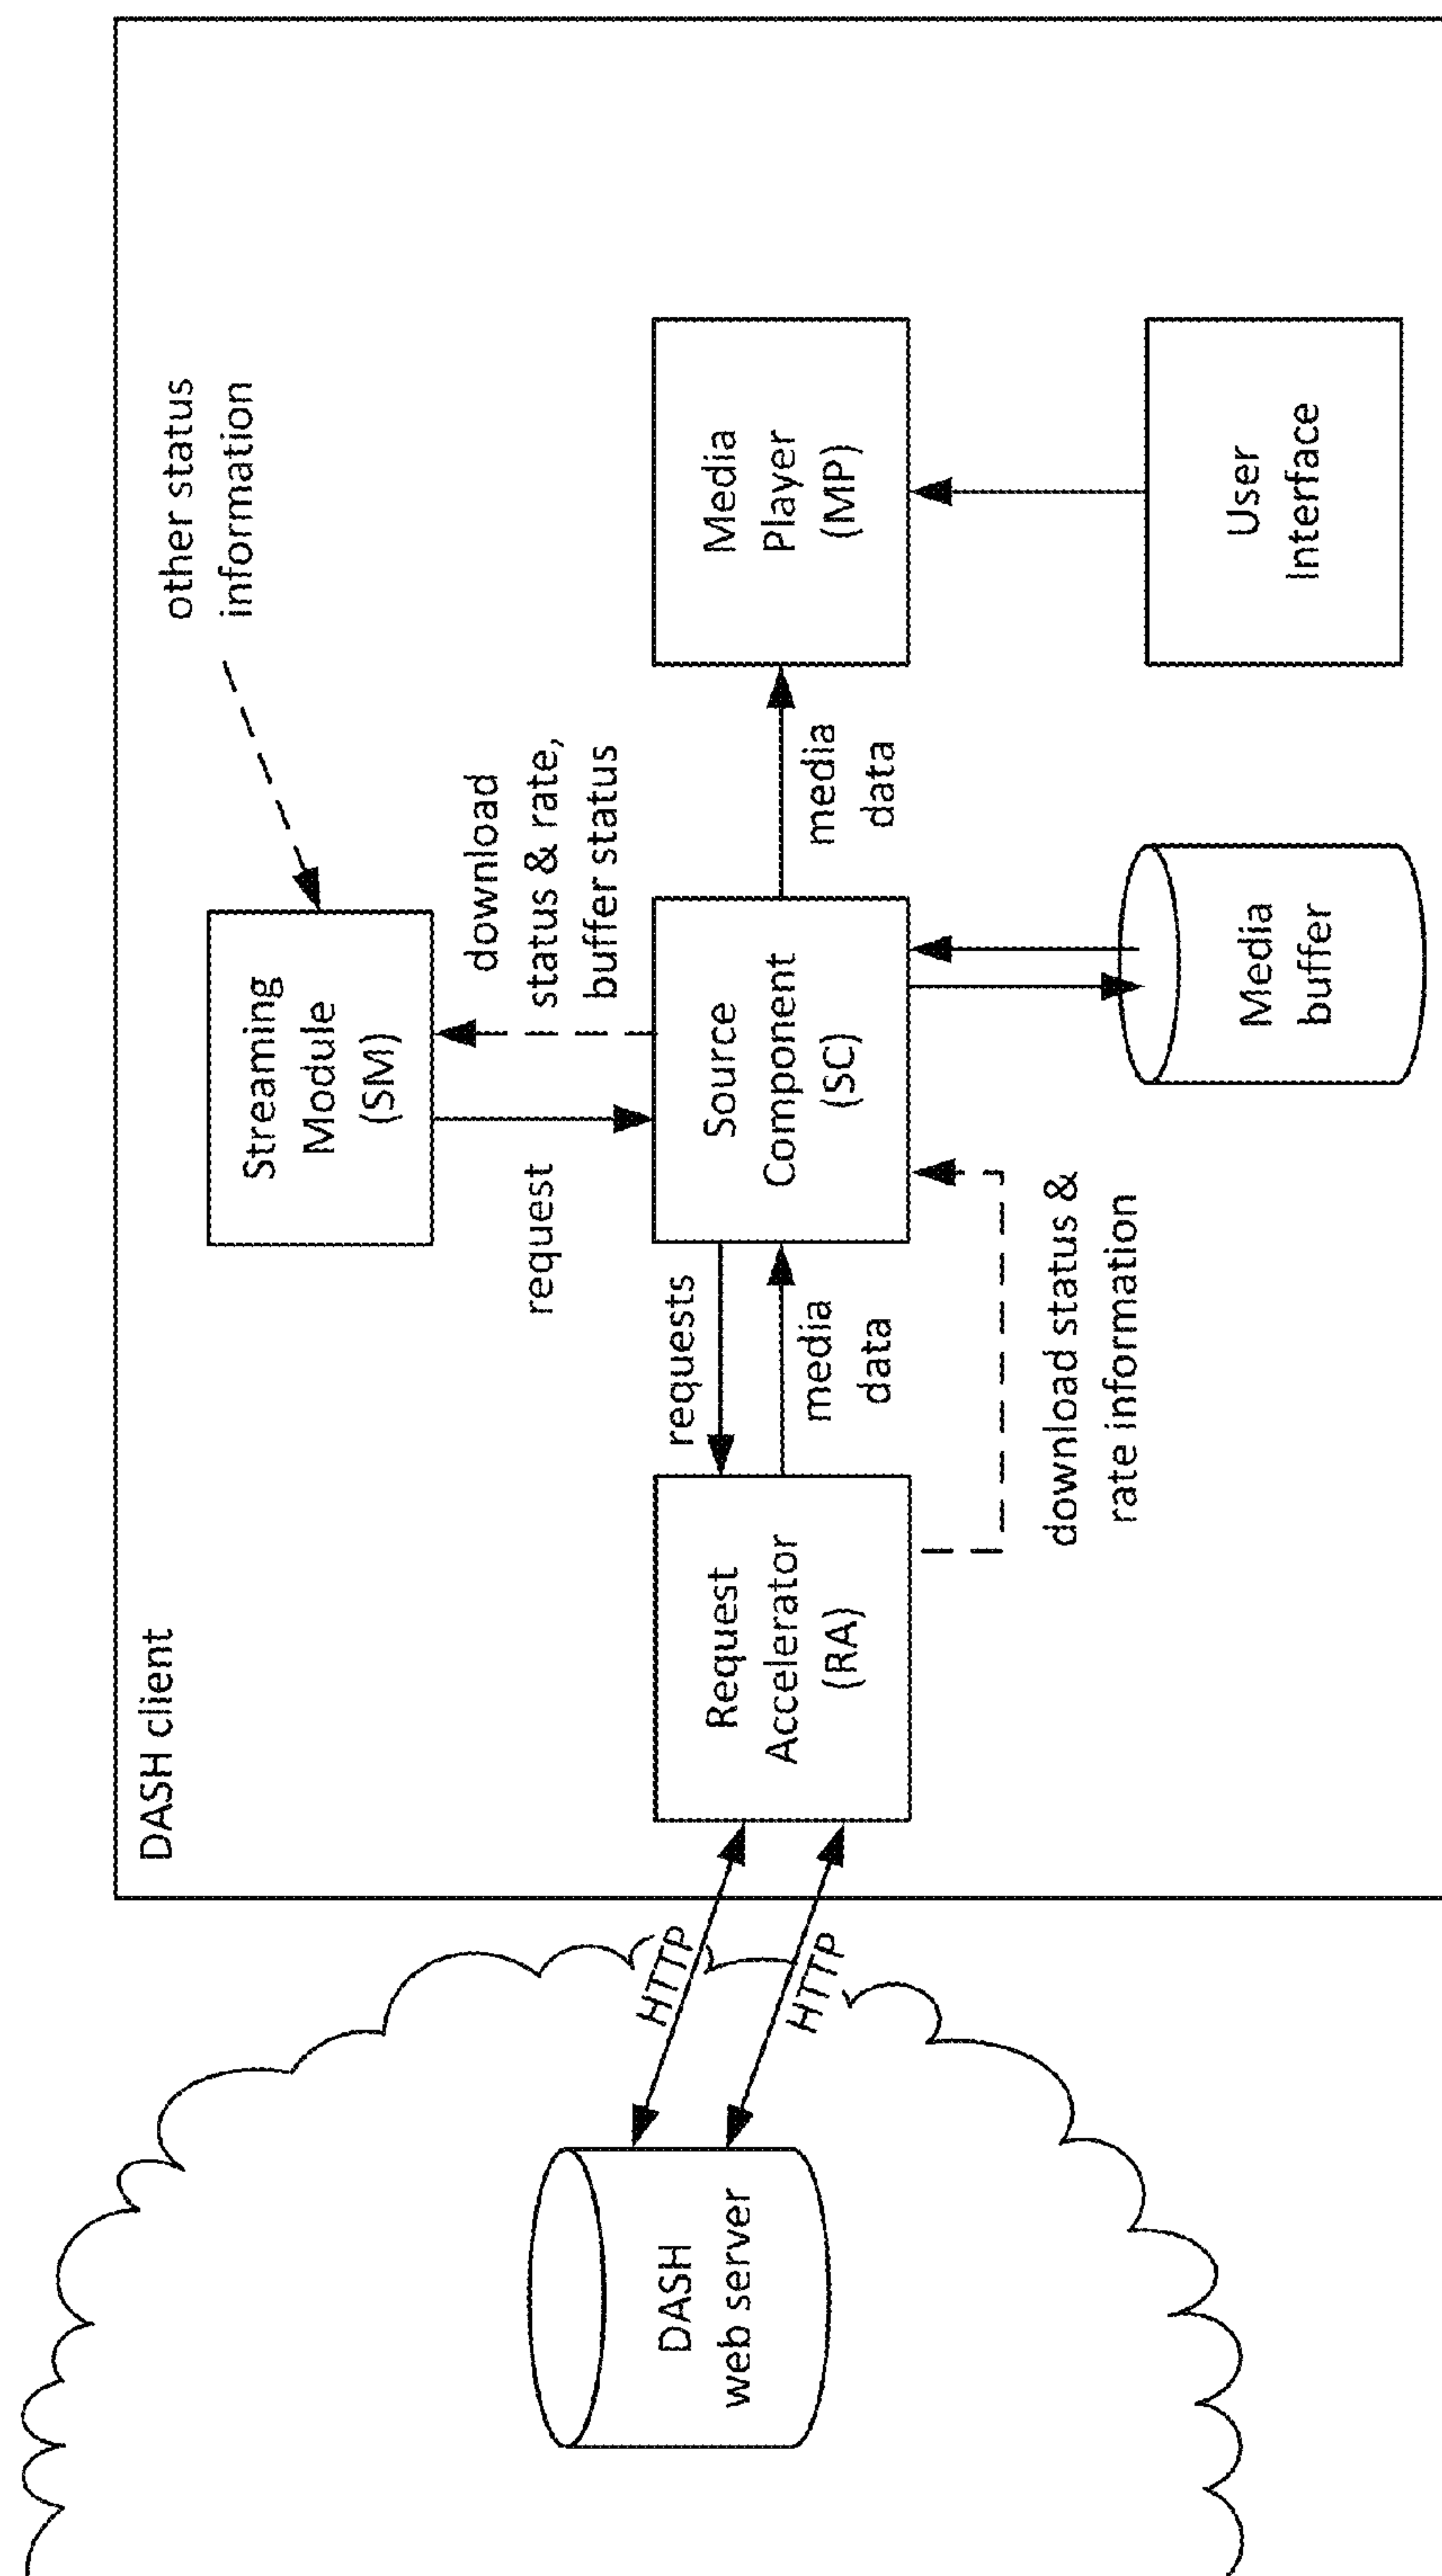 DASH client
other status
information
Streaming
Module
(SM)
request
download
status & rate,
buffer status
HTTP
HTTP
DASH
web server
Request
Accelerator
(RA)
requests
media
data
Source
Component
(SC)
media
data
Media
Player
(MP)
download status &
rate information
Media
buffer
User
Interface